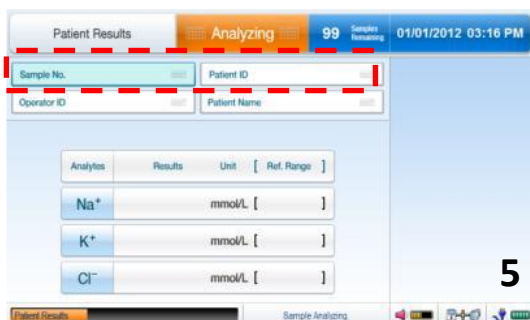 Patient Results Analyzing 99 Samples Remaining 01/01/2012 03:16 PM
Sample No. Patient ID
Operator ID Patient Name
Analytes Results Unit [ Ref. Range ]
Na⁺ mmol/L [ ]
K⁺ mmol/L [ ]
Cl⁻ mmol/L [ ]
5
Patient Results Sample Analyzing